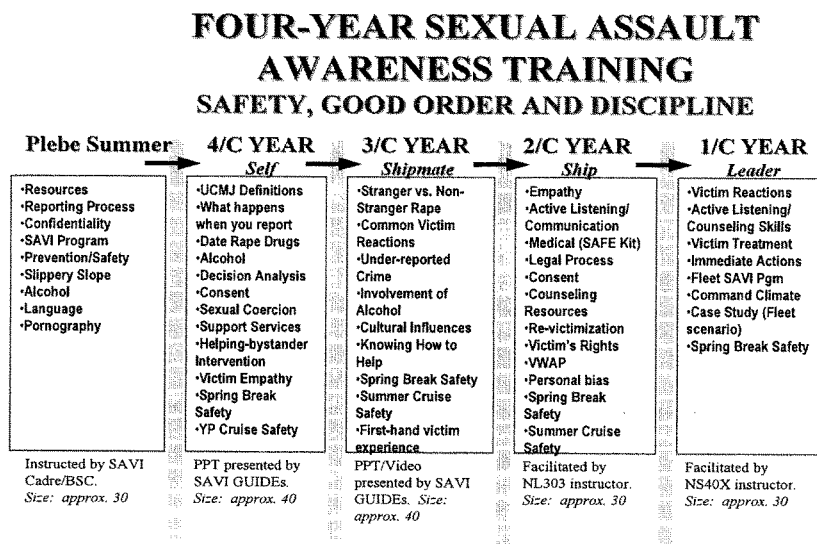 FOUR-YEAR SEXUAL ASSAULT
AWARENESS TRAINING
SAFETY, GOOD ORDER AND DISCIPLINE
Plebe Summer
•Resources
•Reporting Process
•Confidentiality
•SAVI Program
•Prevention/Safety
•Slippery Slope
•Alcohol
•Language
•Pornography
Instructed by SAVI
Cadre/BSC.
Size: approx. 30
4/C YEAR
Self
•UCMJ Definitions
•What happens
when you report
•Date Rape Drugs
•Alcohol
•Decision Analysis
•Consent
•Sexual Coercion
•Support Services
•Helping-bystander
Intervention
•Victim Empathy
•Spring Break
Safety
•YP Cruise Safety
PPT presented by
SAVI GUIDEs.
Size: approx. 40
3/C YEAR
Shipmate
•Stranger vs. Non-
Stranger Rape
•Common Victim
Reactions
•Under-reported
Crime
•Involvement of
Alcohol
•Cultural Influences
•Knowing How to
Help
•Spring Break Safety
•Summer Cruise
Safety
•First-hand victim
experience
PPT/Video
presented by SAVI
GUIDEs. Size:
approx. 40
2/C YEAR
Ship
•Empathy
•Active Listening/
Communication
•Medical (SAFE Kit)
•Legal Process
•Consent
•Counseling
Resources
•Re-victimization
•Victim's Rights
•VWAP
•Personal bias
•Spring Break
Safety
•Summer Cruise
Safety
Facilitated by
NL303 instructor.
Size: approx. 30
1/C YEAR
Leader
•Victim Reactions
•Active Listening/
Counseling Skills
•Victim Treatment
•Immediate Actions
•Fleet SAVI Pgm
•Command Climate
•Case Study (Fleet
scenario)
•Spring Break Safety
Facilitated by
NS40X instructor.
Size: approx. 30